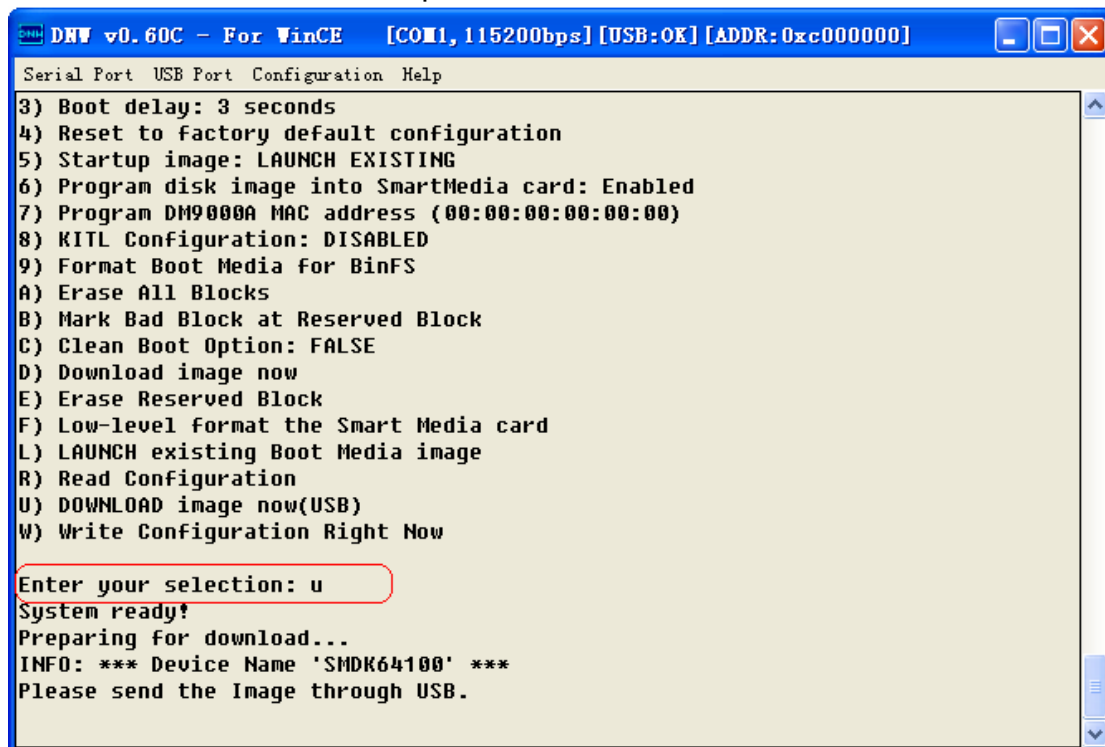 DNW v0.60C - For WinCE [COM1,115200bps][USB:OK][ADDR:0xc000000]
Serial Port USB Port Configuration Help
3) Boot delay: 3 seconds
4) Reset to factory default configuration
5) Startup image: LAUNCH EXISTING
6) Program disk image into SmartMedia card: Enabled
7) Program DM9000A MAC address (00:00:00:00:00:00)
8) KITL Configuration: DISABLED
9) Format Boot Media for BinFS
A) Erase All Blocks
B) Mark Bad Block at Reserved Block
C) Clean Boot Option: FALSE
D) Download image now
E) Erase Reserved Block
F) Low-level format the Smart Media card
L) LAUNCH existing Boot Media image
R) Read Configuration
U) DOWNLOAD image now(USB)
W) Write Configuration Right Now
Enter your selection: u
System ready!
Preparing for download...
INFO: *** Device Name 'SMDK64100' ***
Please send the Image through USB.